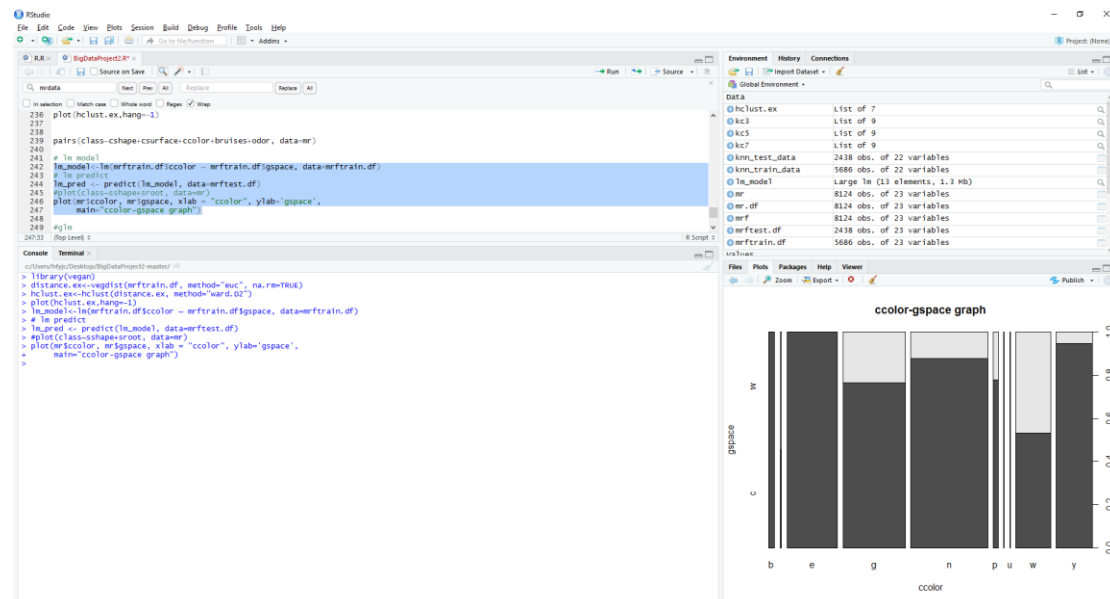 RStudio
File Edit Code View Plots Session Build Debug Profile Tools Help
Go to file/function Addins
Project: (None)
R.R BigDataProject2.R*
Source on Save Run Source
mrdata Next Prev All Replace Replace All
In selection Match case Whole word Regex Wrap
236 plot(hclust.ex,hang=-1)
237
238
239 pairs(class~cshape+csurface+ccolor+bruises+odor, data=mr)
240
241 # lm model
242 lm_model<-lm(mrftrain.df$ccolor ~ mrftrain.df$gspace, data=mrftrain.df)
243 # lm predict
244 lm_pred <- predict(lm_model, data=mrftest.df)
245 #plot(class~sshape+sroot, data=mr)
246 plot(mr$ccolor, mr$gspace, xlab = "ccolor", ylab='gspace',
247 main="ccolor-gspace graph")
248
249 #glm
247:33 (Top Level) R Script
Console Terminal
c:/Users/hfyjc/Desktop/BigDataProject2-master/
> library(vegan)
> distance.ex<-vegdist(mrftrain.df, method="euc", na.rm=TRUE)
> hclust.ex<-hclust(distance.ex, method="ward.D2")
> plot(hclust.ex,hang=-1)
> lm_model<-lm(mrftrain.df$ccolor ~ mrftrain.df$gspace, data=mrftrain.df)
> # lm predict
> lm_pred <- predict(lm_model, data=mrftest.df)
> #plot(class~sshape+sroot, data=mr)
> plot(mr$ccolor, mr$gspace, xlab = "ccolor", ylab='gspace',
+ main="ccolor-gspace graph")
>
Environment History Connections
Import Dataset List
Global Environment
Data
hclust.ex List of 7
kc3 List of 9
kc5 List of 9
kc7 List of 9
knn_test_data 2438 obs. of 22 variables
knn_train_data 5686 obs. of 22 variables
lm_model Large lm (13 elements, 1.3 Mb)
mr 8124 obs. of 23 variables
mr.df 8124 obs. of 23 variables
mrf 8124 obs. of 23 variables
mrftest.df 2438 obs. of 23 variables
mrftrain.df 5686 obs. of 23 variables
Values
Files Plots Packages Help Viewer
Zoom Export Publish
ccolor-gspace graph
gspace
w
c
1.0
0.8
0.6
0.4
0.2
0.0
b e g n p u w y
ccolor